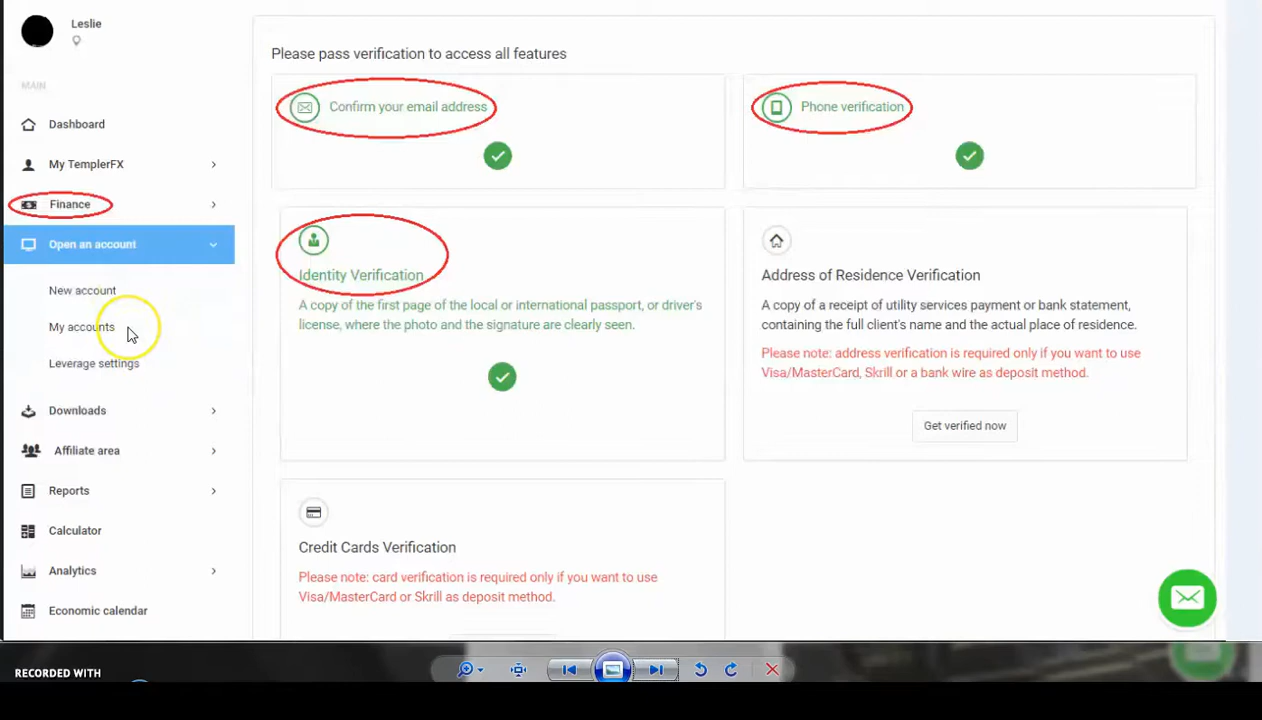 Leslie
MAIN
Dashboard
My TemplerFX
Finance
Open an account
New account
My accounts
Leverage settings
Downloads
Affiliate area
Reports
Calculator
Analytics
Economic calendar
Please pass verification to access all features
Confirm your email address
Phone verification
Identity Verification
A copy of the first page of the local or international passport, or driver's
license, where the photo and the signature are clearly seen.
Address of Residence Verification
A copy of a receipt of utility services payment or bank statement,
containing the full client's name and the actual place of residence.
Please note: address verification is required only if you want to use
Visa/MasterCard, Skrill or a bank wire as deposit method.
Get verified now
Credit Cards Verification
Please note: card verification is required only if you want to use
Visa/MasterCard or Skrill as deposit method.
RECORDED WITH